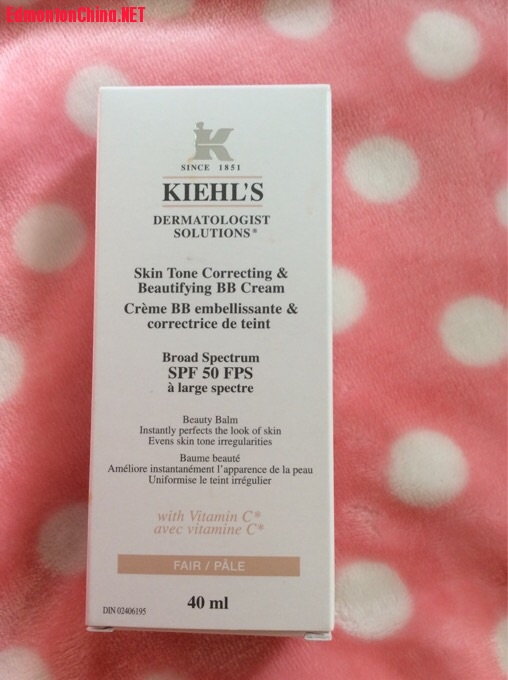 EdmontonChina.NET
K
SINCE 1851
KIEHL'S
DERMATOLOGIST
SOLUTIONS*
Skin Tone Correcting &
Beautifying BB Cream
Crème BB embellissante &
correctrice de teint
Broad Spectrum
SPF 50 FPS
à large spectre
Beauty Balm
Instantly perfects the look of skin
Evens skin tone irregularities
Baume beauté
Améliore instantanément l'apparence de la peau
Uniformise le teint irrégulier
with Vitamin C*
avec vitamine C*
FAIR / PÂLE
DIN 02406195
40 ml